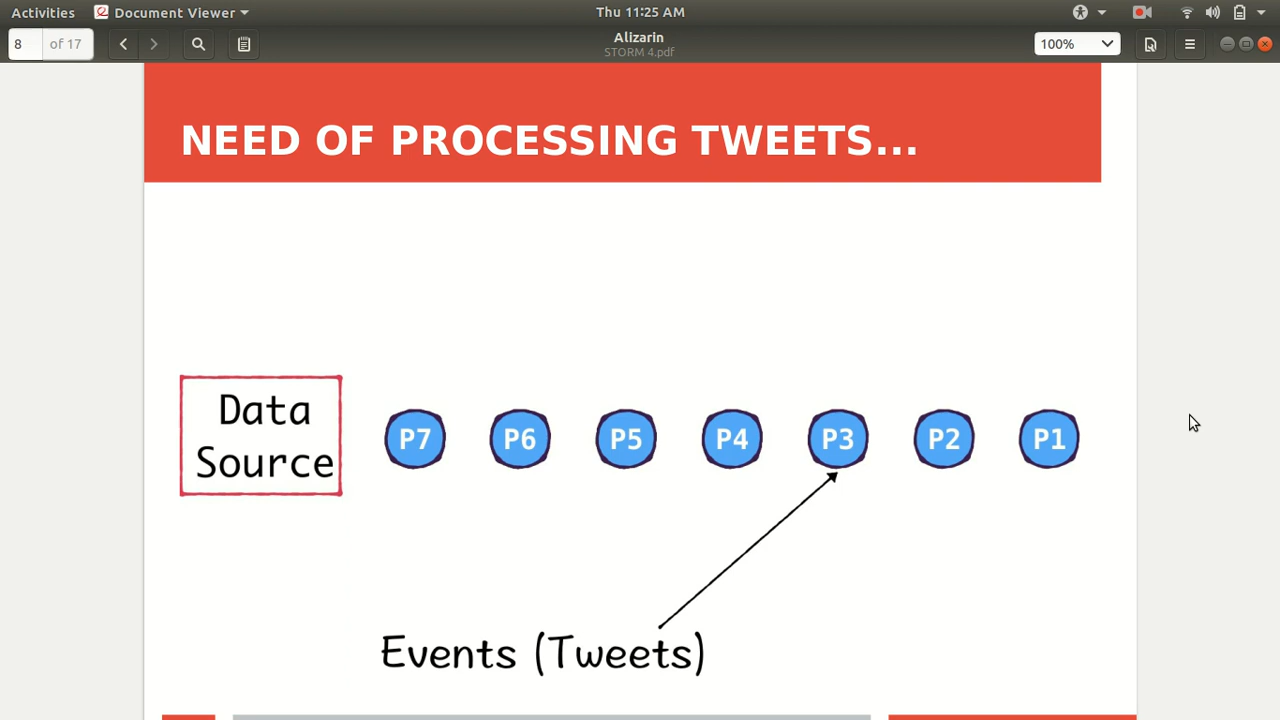 Activities Document Viewer Thu 11:25 AM
8 of 17 Alizarin 100%
STORM 4.pdf
NEED OF PROCESSING TWEETS...
Data
Source
P7 P6 P5 P4 P3 P2 P1
Events (Tweets)